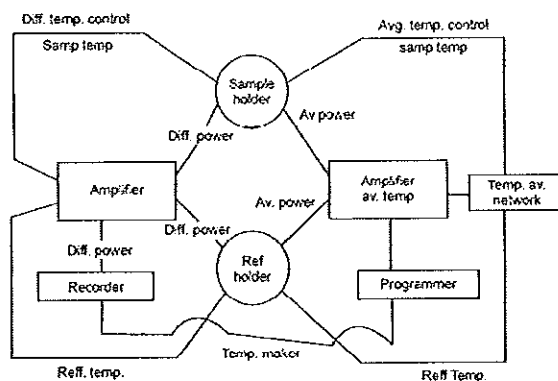 Diff. temp. control
Samp temp
Avg. temp. control
samp temp
Sample
holder
Diff. power
Av power
Amplifier
Amplifier
av. temp
Temp. av.
network
Diff. power
Av. power
Diff. power
Ref
holder
Recorder
Programmer
Temp. maker
Reff. temp.
Reff Temp.